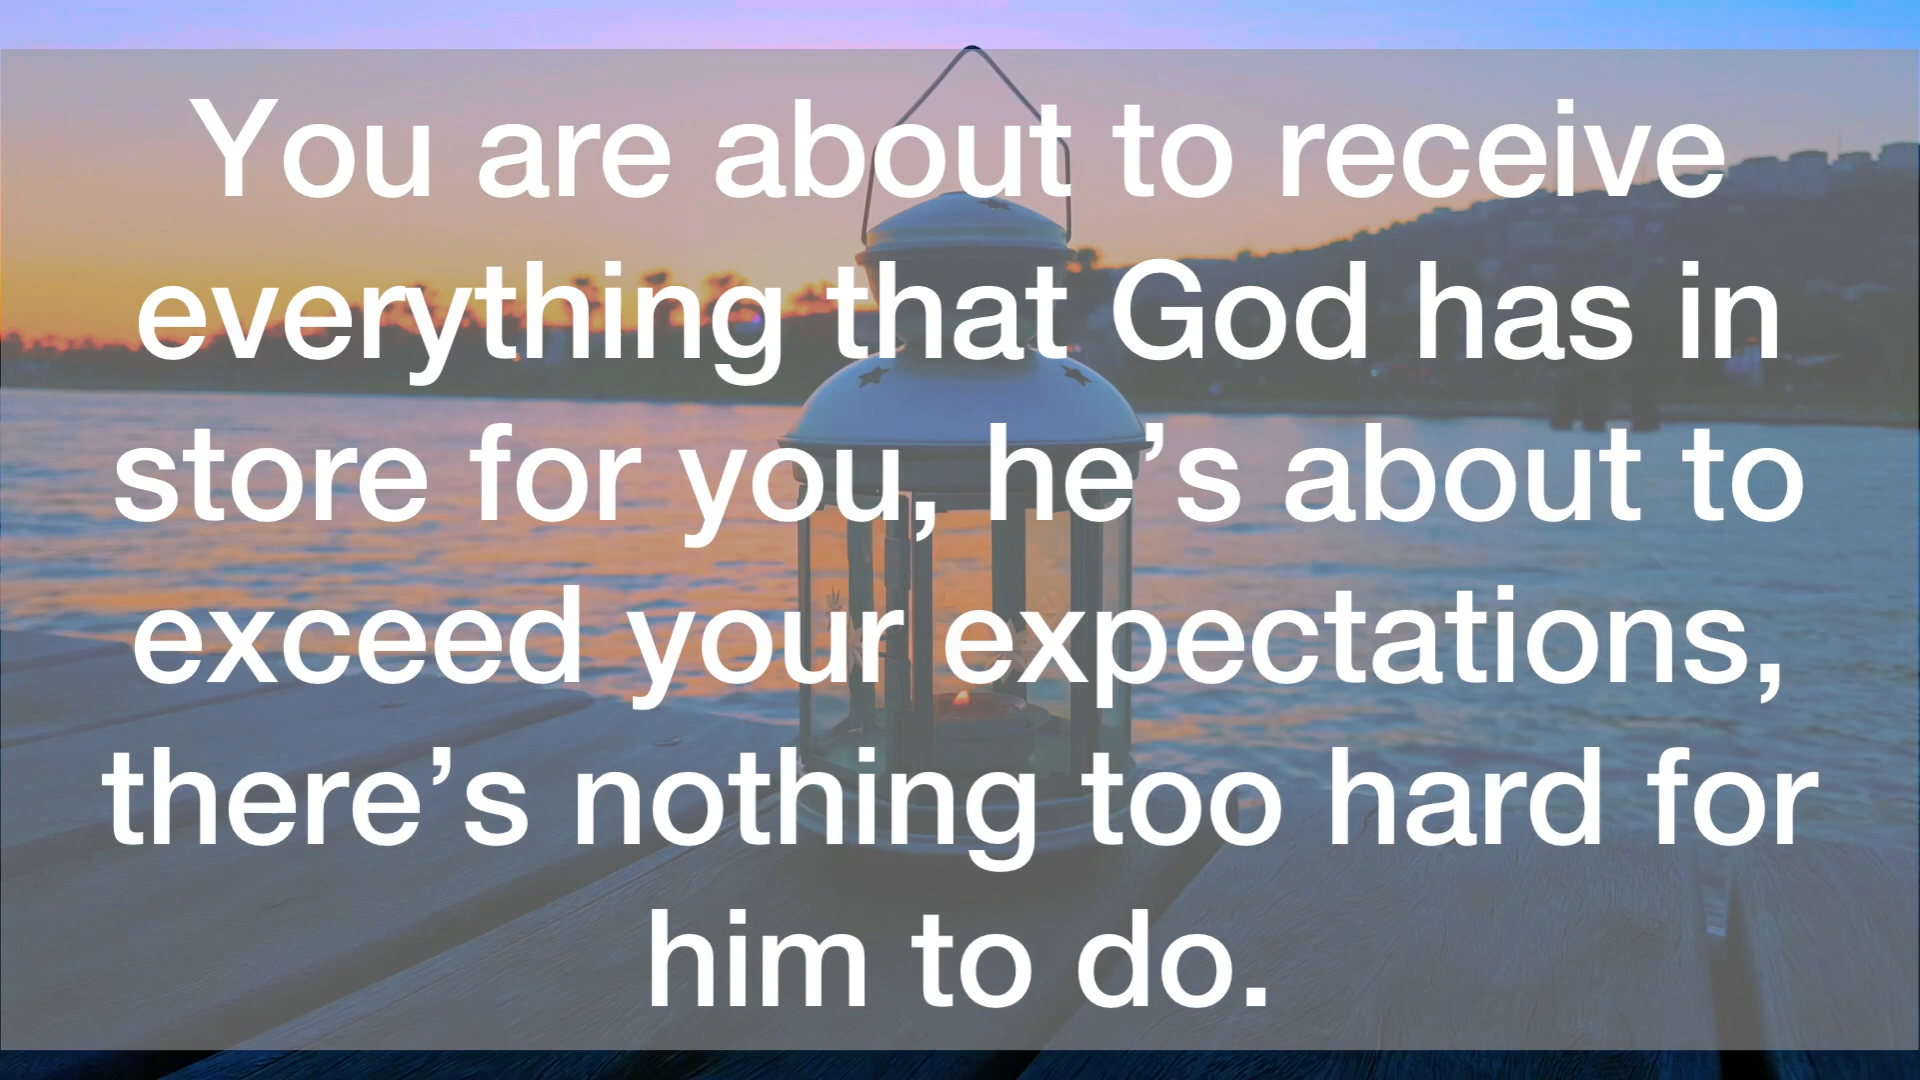 You are about to receive
everything that God has in
store for you, he’s about to
exceed your expectations,
there’s nothing too hard for
him to do.